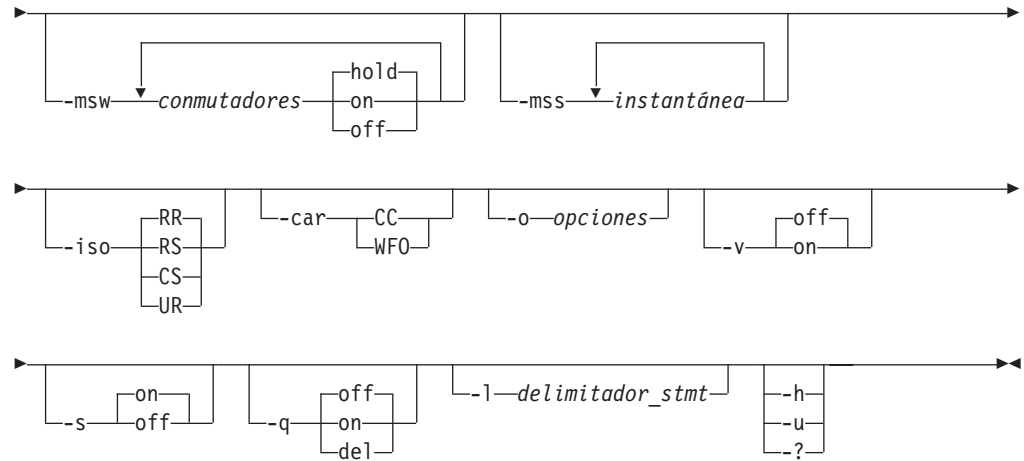 hold
-msw conmutadores on -mss instantánea
off
RR CC off
-iso RS -car WFO -o opciones -v on
CS
UR
on off -l delimitador_stmt -h
-s off -q on -u
del -?